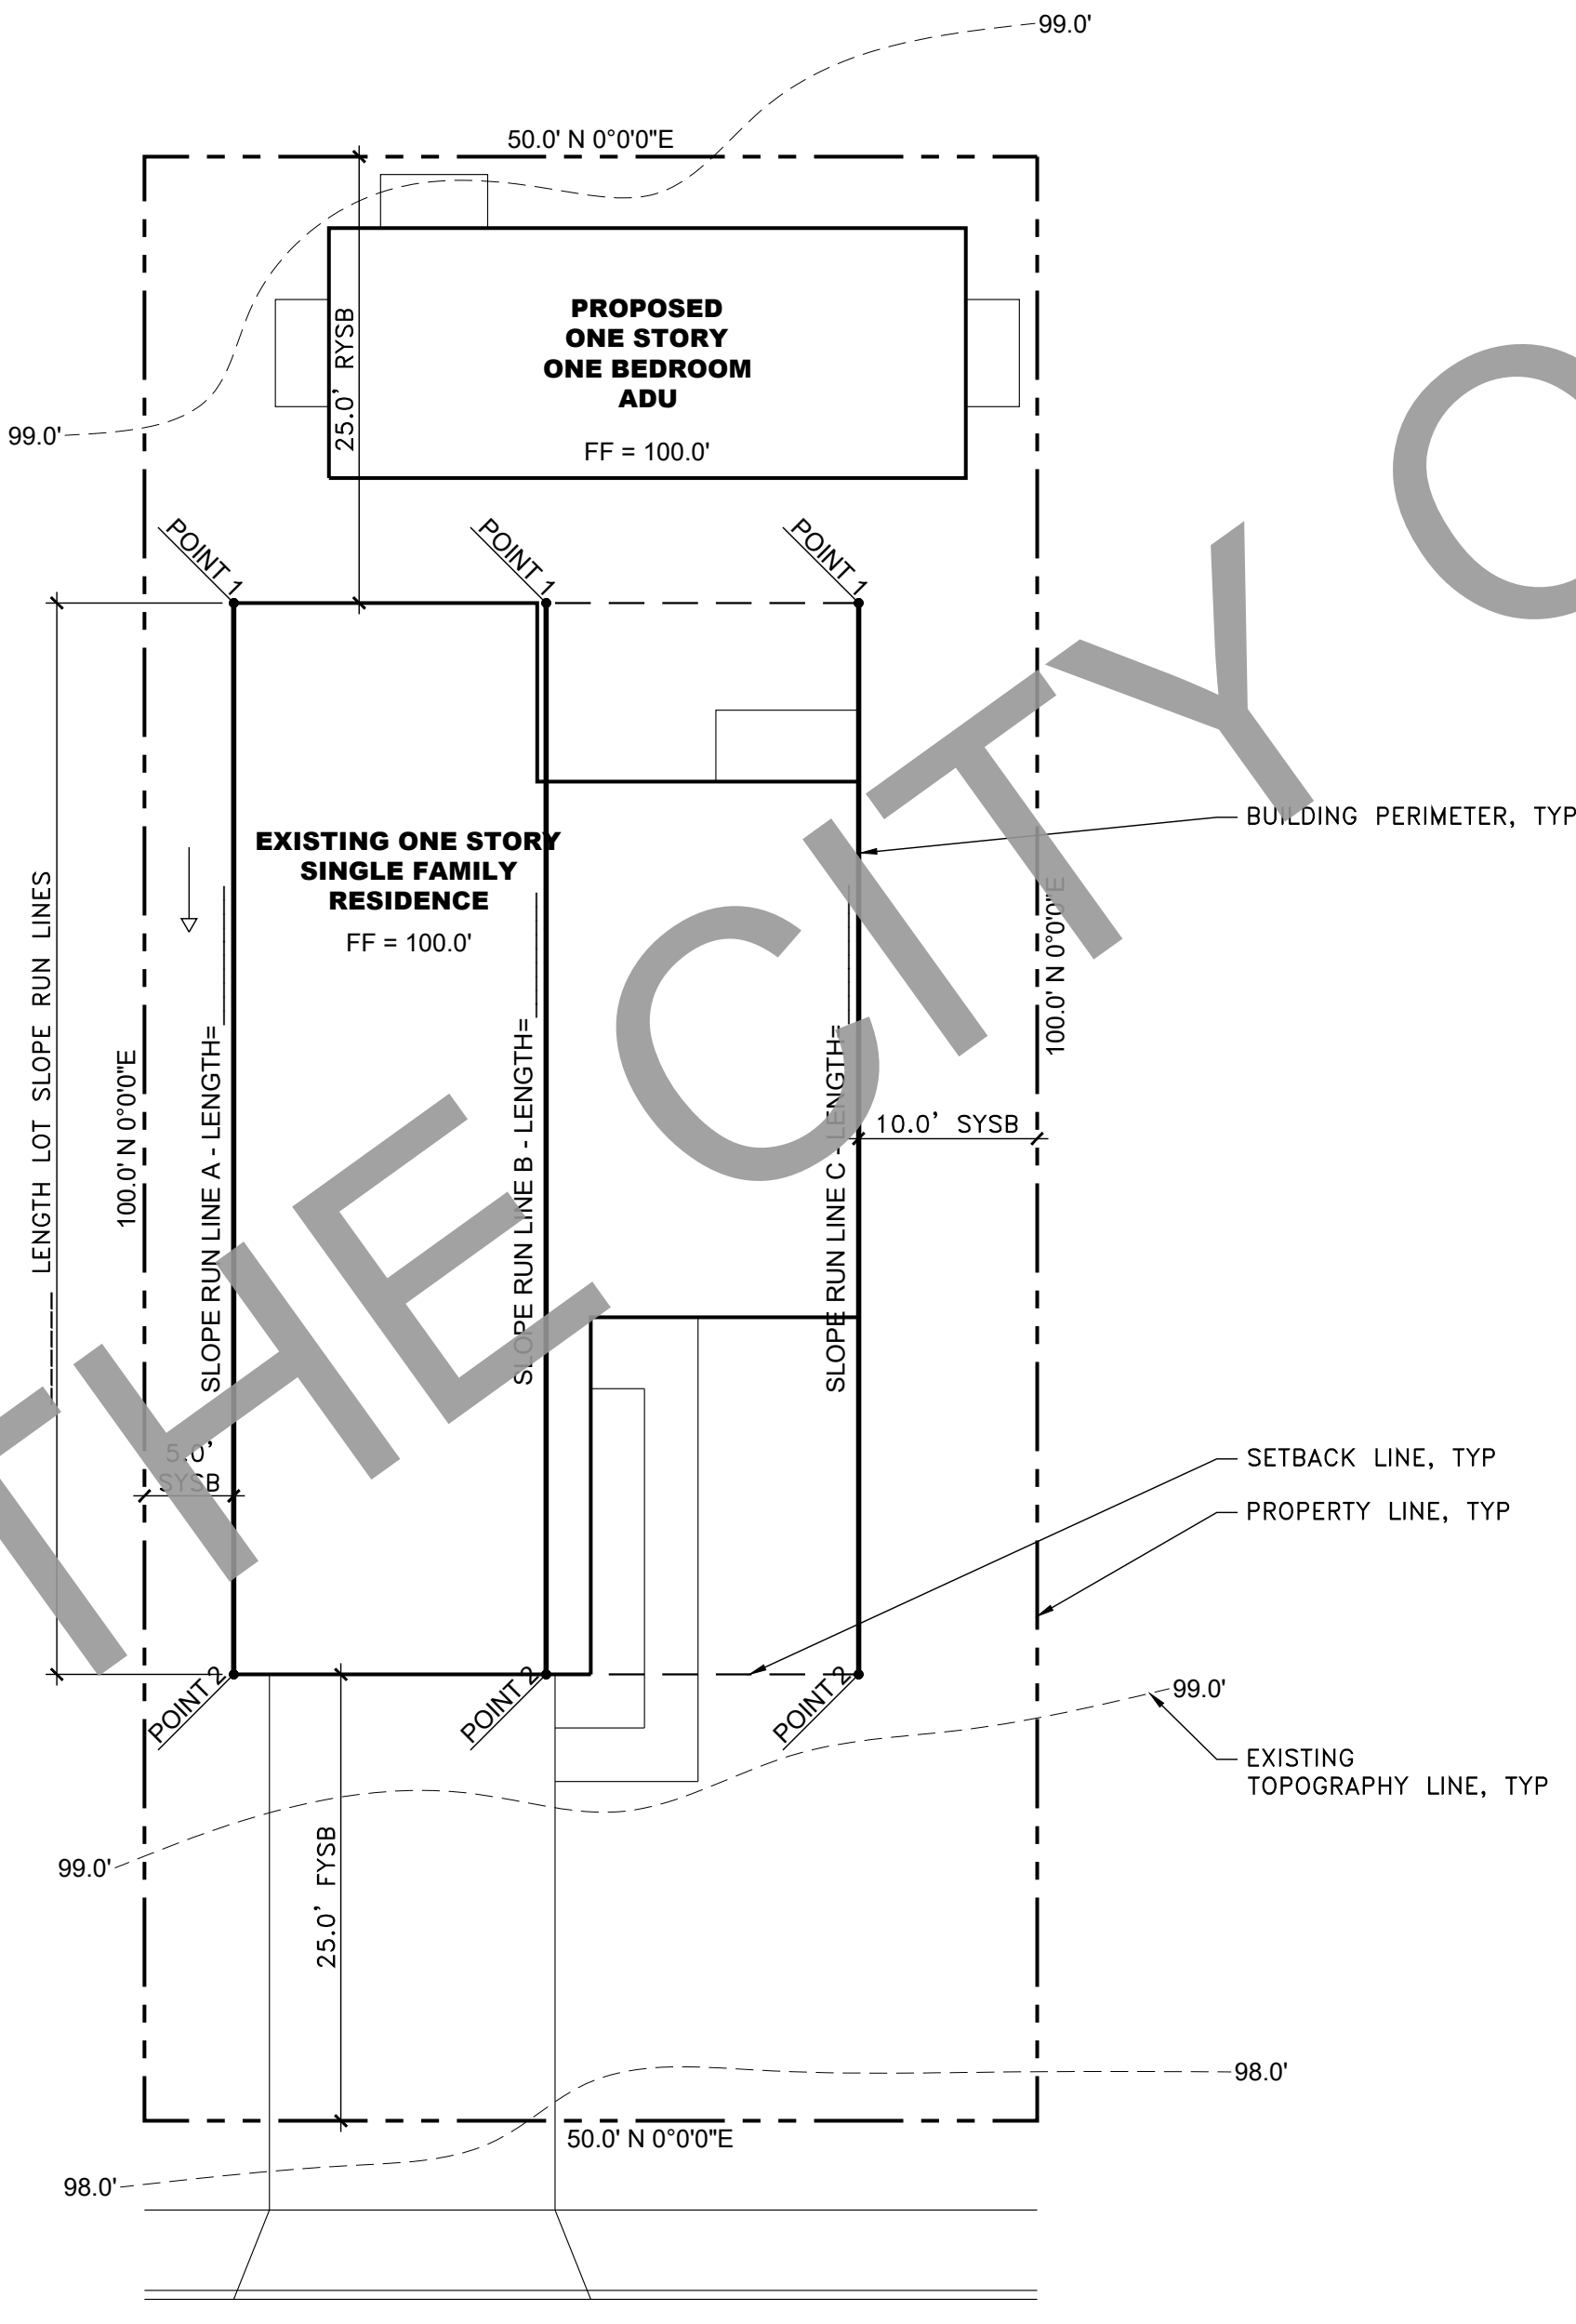 99.0'
50.0' N 0°0'0"E
PROPOSED
ONE STORY
ONE BEDROOM
ADU
FF = 100.0'
25.0' RYSB
99.0'
POINT 1
POINT 1
POINT 1
BUILDING PERIMETER, TYP
EXISTING ONE STORY
SINGLE FAMILY
RESIDENCE
FF = 100.0'
______ LENGTH LOT SLOPE RUN LINES
100.0' N 0°0'0"E
SLOPE RUN LINE A - LENGTH=
SLOPE RUN LINE B - LENGTH=
SLOPE RUN LINE C - LENGTH=
100.0' N 0°0'0"E
10.0' SYSB
5.0'
SYSB
SETBACK LINE, TYP
PROPERTY LINE, TYP
POINT 2
POINT 2
POINT 2
99.0'
EXISTING
TOPOGRAPHY LINE, TYP
99.0'
25.0' FYSB
98.0'
50.0' N 0°0'0"E
98.0'
THE CITY O